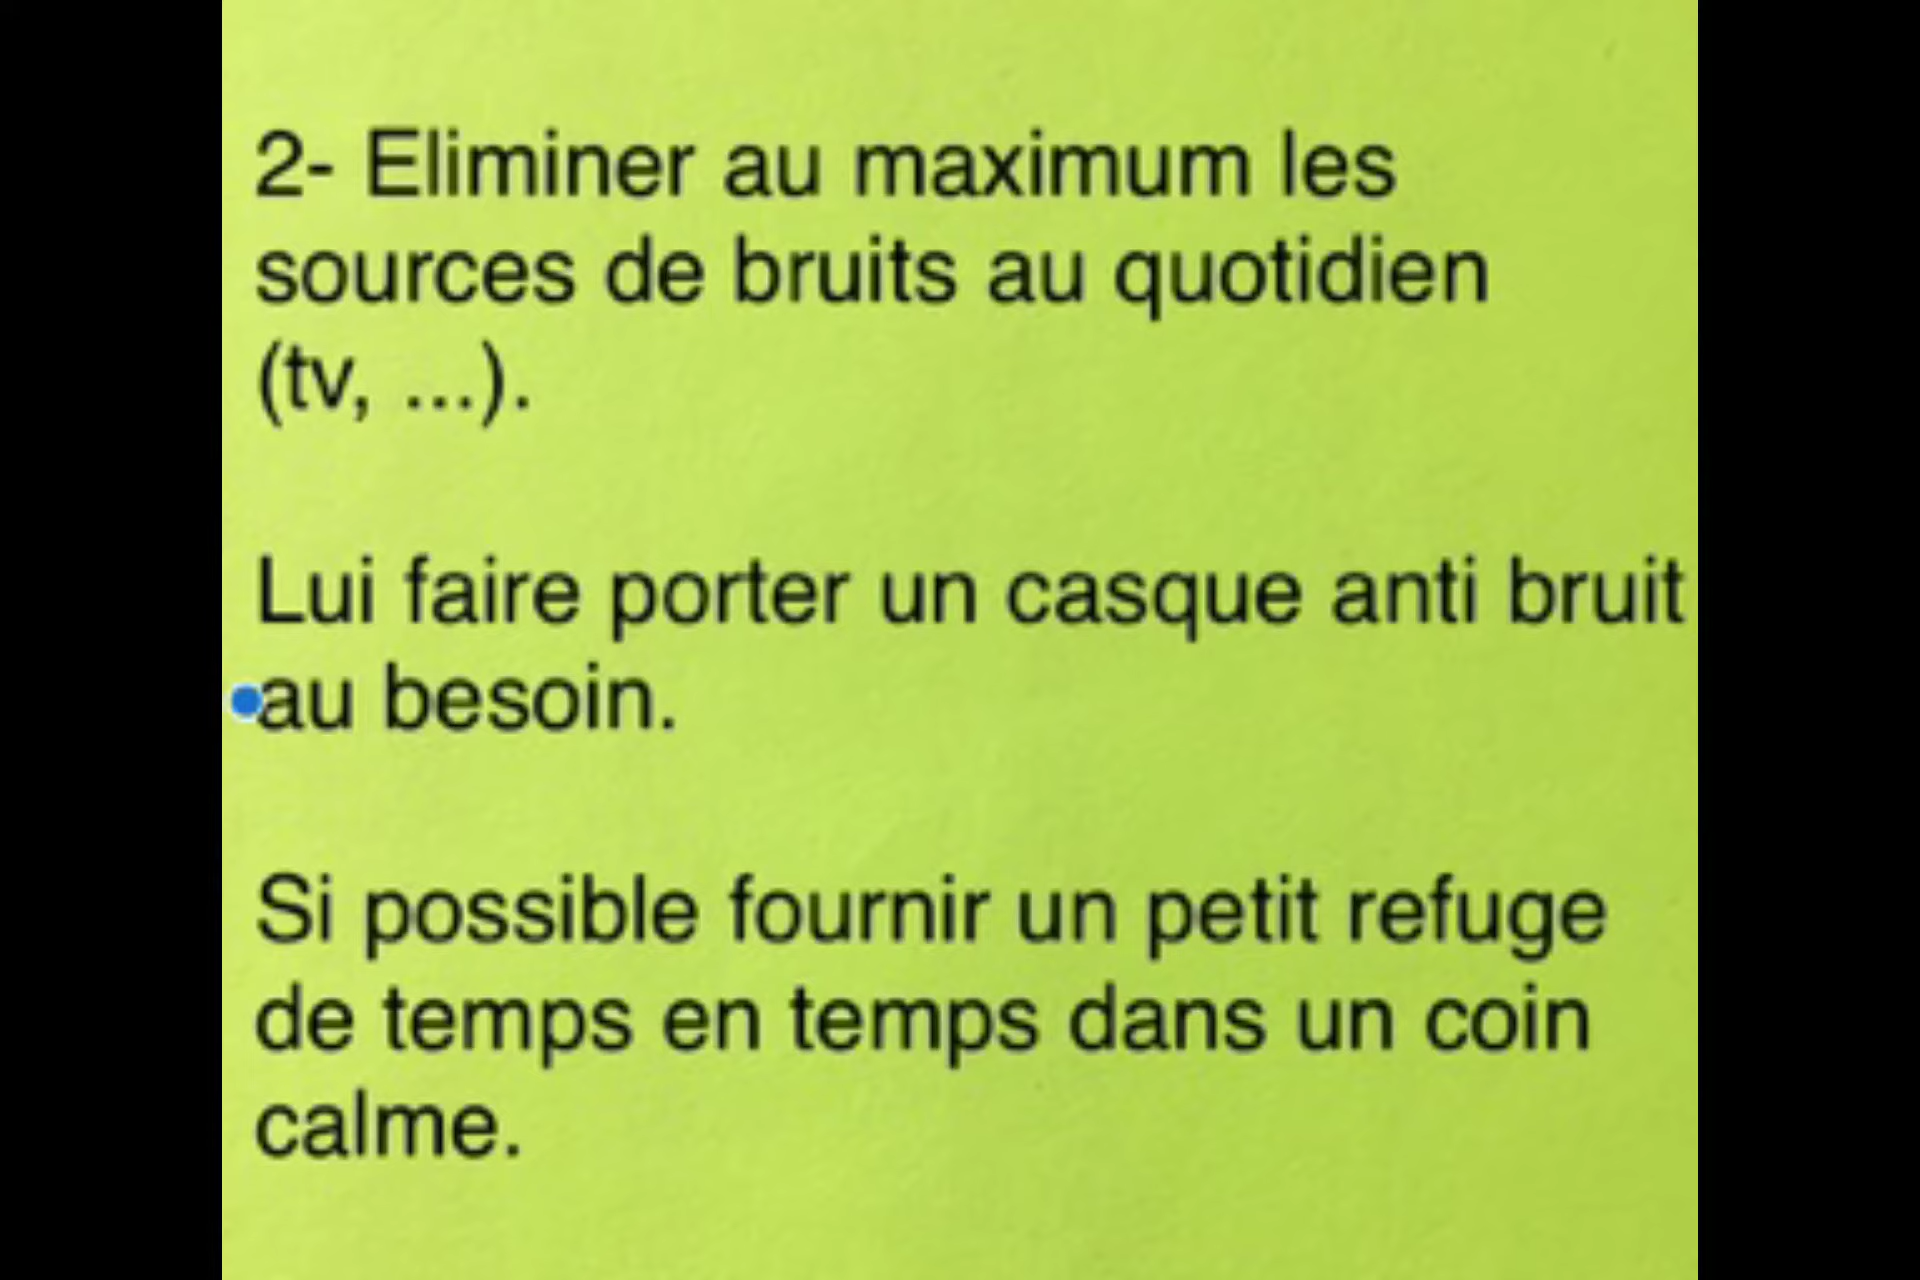 2- Eliminer au maximum les
sources de bruits au quotidien
(tv, ...).
Lui faire porter un casque anti bruit
au besoin.
Si possible fournir un petit refuge
de temps en temps dans un coin
calme.